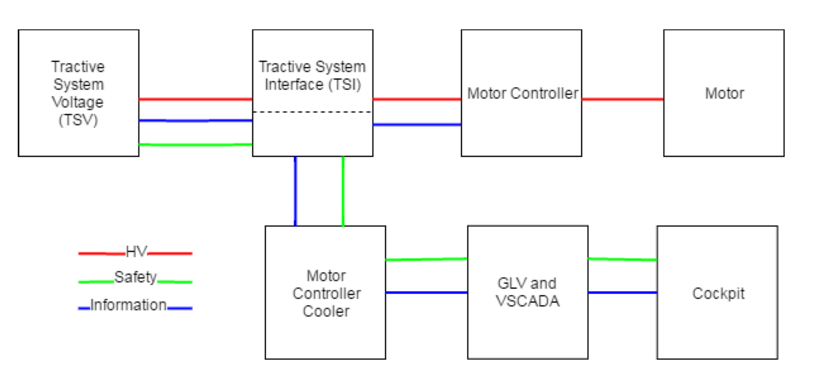 Tractive
System
Voltage
(TSV)
Tractive System
Interface (TSI)
Motor Controller
Motor
HV
Safety
Information
Motor
Controller
Cooler
GLV and
VSCADA
Cockpit